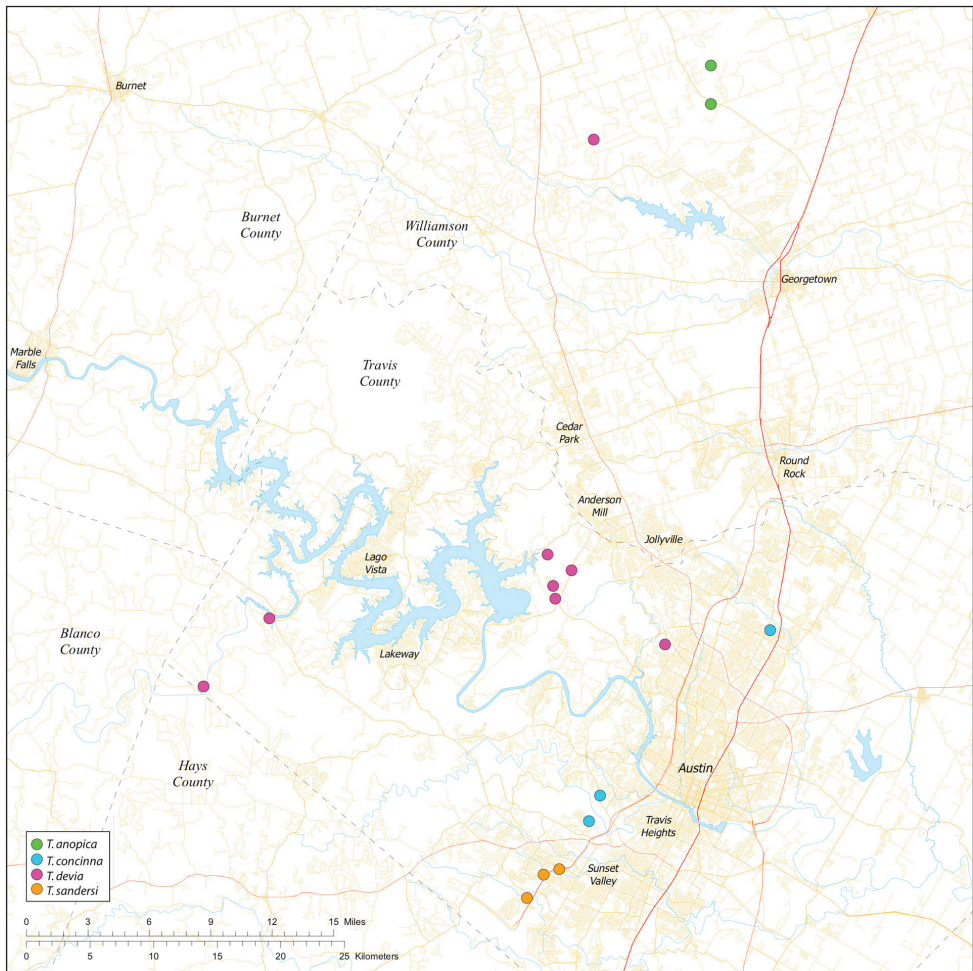 Burnet
Burnet
County
Williamson
County
Georgetown
Marble
Falls
Travis
County
Cedar
Park
Round
Rock
Anderson
Mill
Jollyville
Lago
Vista
Blanco
County
Lakeway
Hays
County
Austin
Travis
Heights
Sunset
Valley
T. anopica
T. concinna
T. devia
T. sandersi
0 3 6 9 12 15 Miles
0 5 10 15 20 25 Kilometers